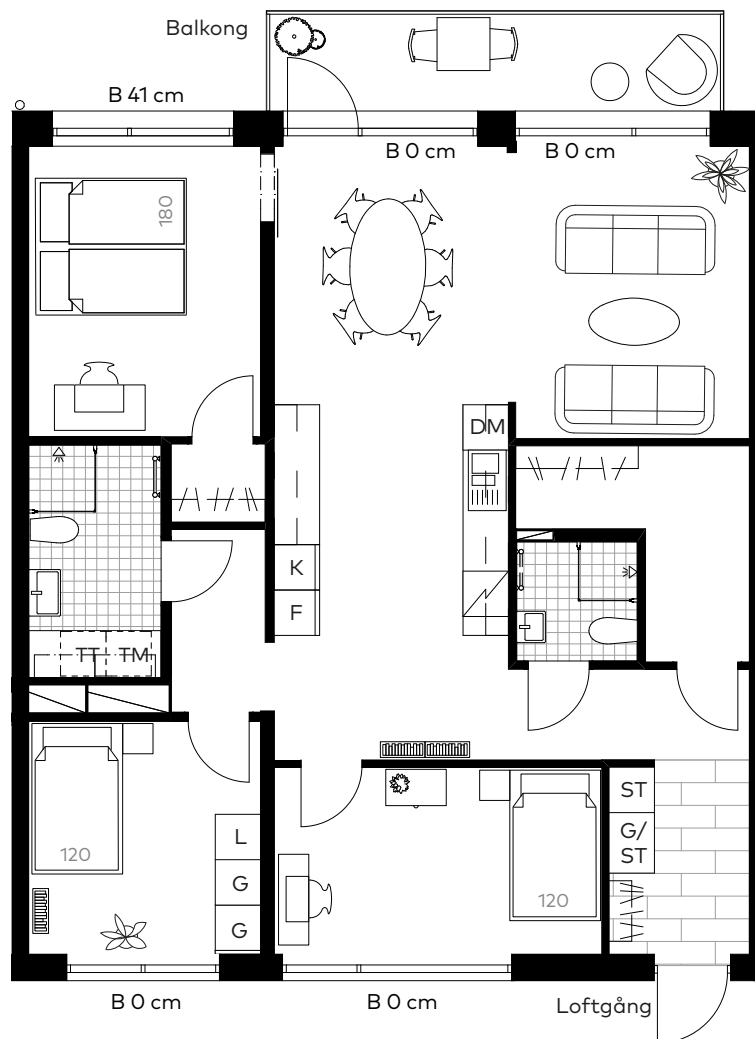 Balkong
B 41 cm
B 0 cm
B 0 cm
180
DM
K
F
TT
TM
120
L
G
G
120
ST
G/
ST
B 0 cm
B 0 cm
Loftgång